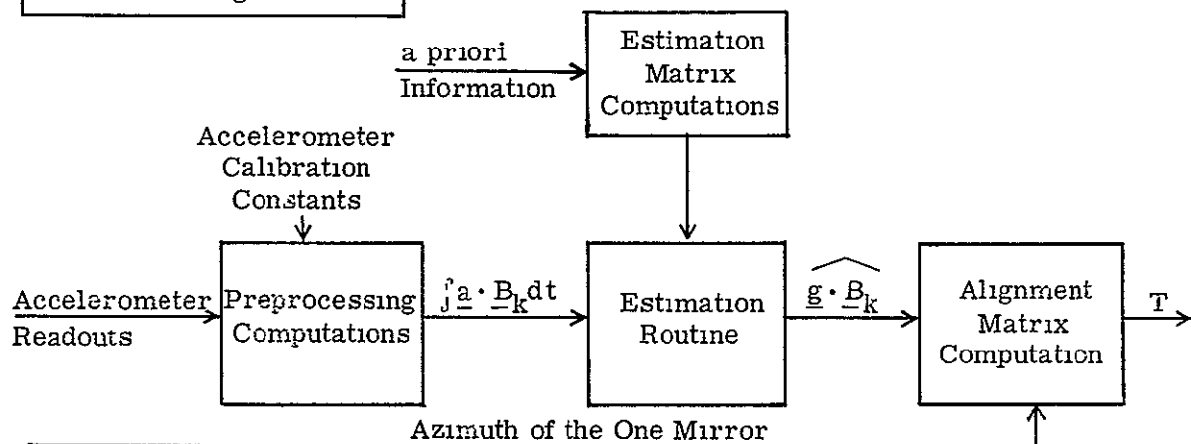 a priori
Information
Estimation
Matrix
Computations
Accelerometer
Calibration
Constants
Accelerometer
Readouts
Preprocessing
Computations
∫ a · B_k dt
Estimation
Routine
g · B_k
Alignment
Matrix
Computation
T
Azimuth of the One Mirror